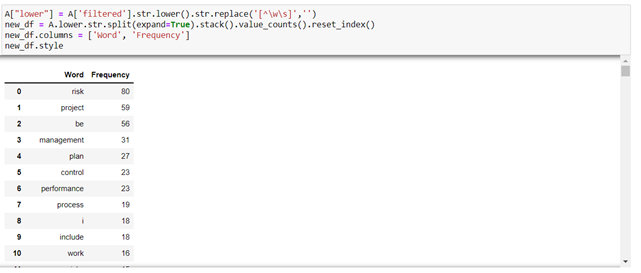 A["lower"] = A['filtered'].str.lower().str.replace('[^\w\s]','')
new_df = A.lower.str.split(expand=True).stack().value_counts().reset_index()
new_df.columns = ['Word', 'Frequency']
new_df.style
Word Frequency
0 risk 80
1 project 59
2 be 56
3 management 31
4 plan 27
5 control 23
6 performance 23
7 process 19
8 i 18
9 include 18
10 work 16